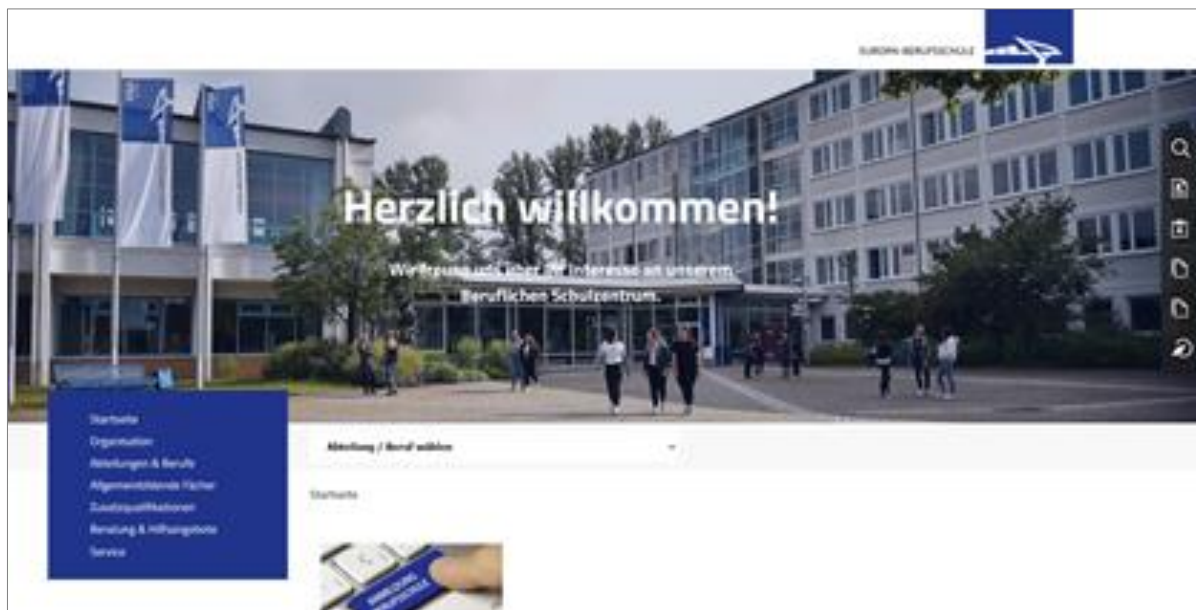 EUROPA-BERUFSSCHULE
Herzlich willkommen!
Wir freuen uns über Ihr Interesse an unserem
Beruflichen Schulzentrum.
Startseite
Organisation
Abteilungen & Berufe
Allgemeinbildende Fächer
Zusatzqualifikationen
Beratung & Hilfsangebote
Service
Abteilung / Beruf wählen
Startseite
ANMELDUNG